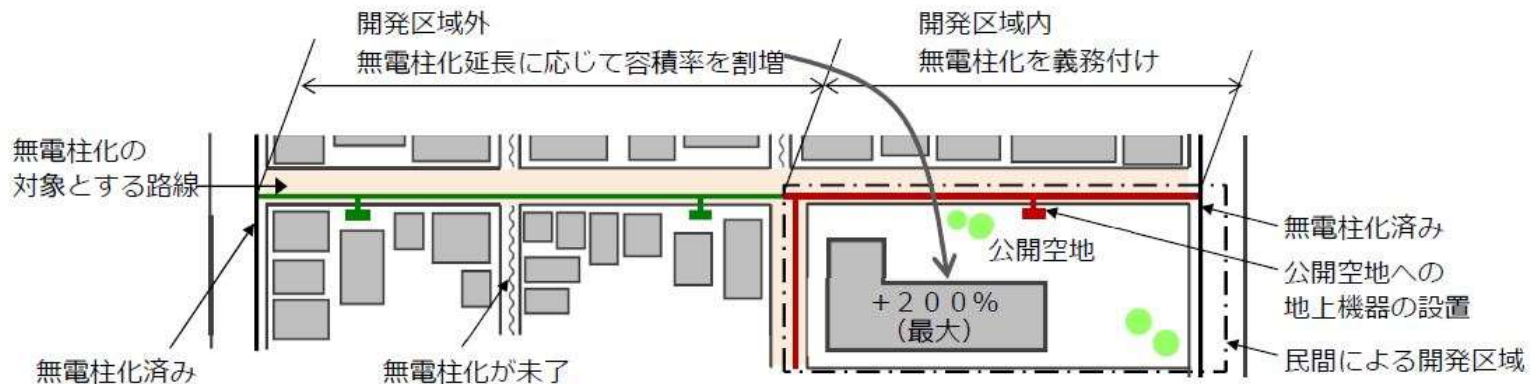 開発区域外
無電柱化延長に応じて容積率を割増
開発区域内
無電柱化を義務付け
無電柱化の
対象とする路線
公開空地
+200%
(最大)
無電柱化済み
公開空地への
地上機器の設置
民間による開発区域
無電柱化済み
無電柱化が未了